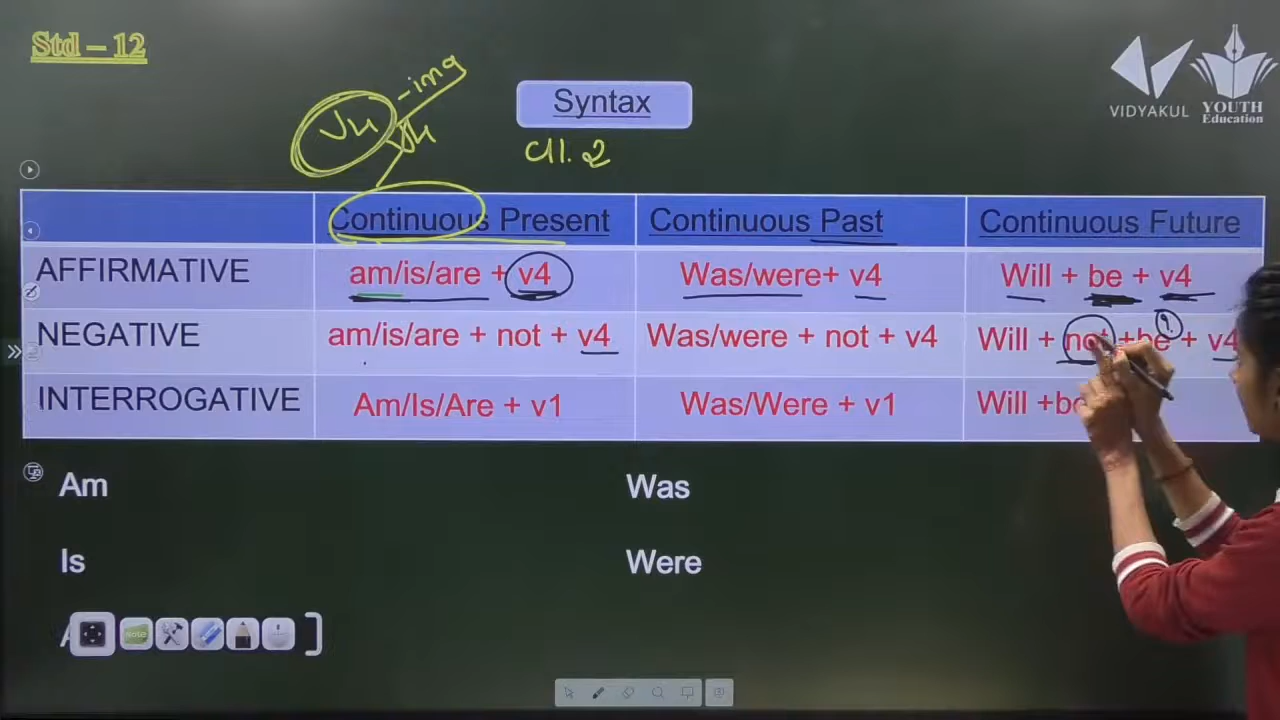 Std – 12
-ing
V4
V4
Syntax
Cl. 2
VIDYAKUL
YOUTH
Education
Continuous Present
Continuous Past
Continuous Future
AFFIRMATIVE
am/is/are + v4
Was/were+ v4
Will + be + v4
NEGATIVE
am/is/are + not + v4
Was/were + not + v4
Will + not +be + v4
INTERROGATIVE
Am/Is/Are + v1
Was/Were + v1
Will +be
Am
Was
Is
Were